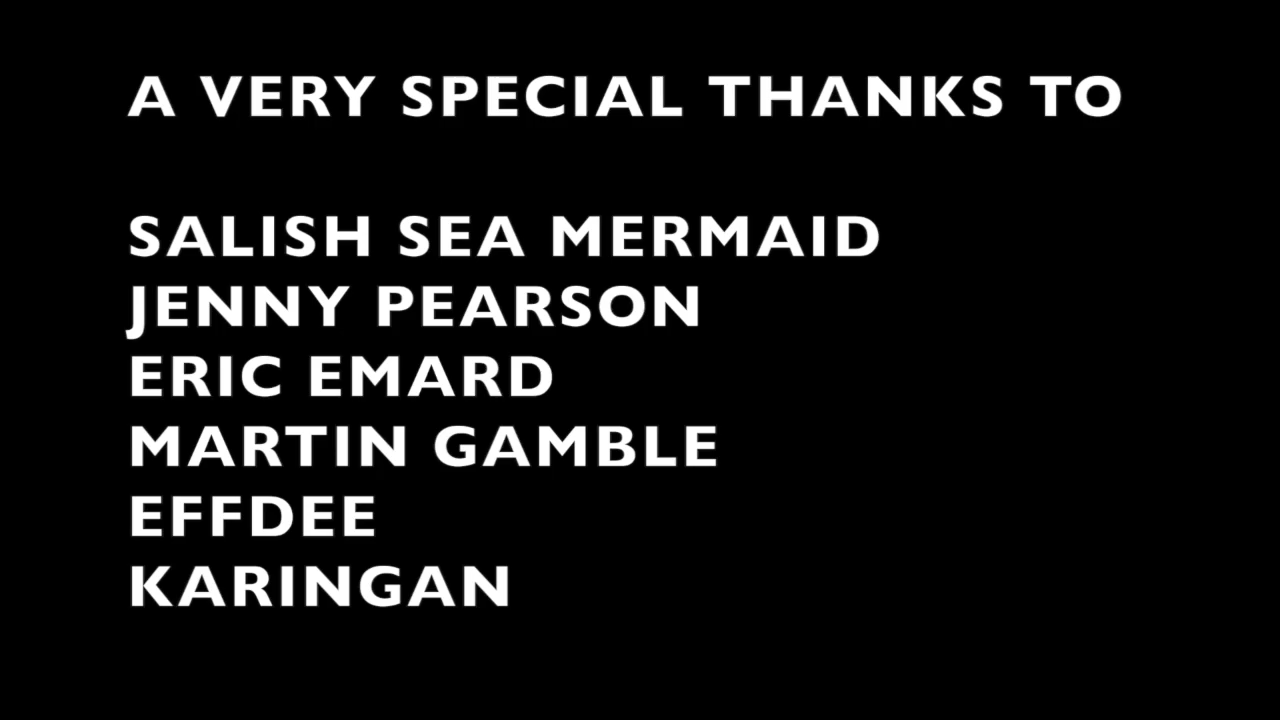 A VERY SPECIAL THANKS TO
SALISH SEA MERMAID
JENNY PEARSON
ERIC EMARD
MARTIN GAMBLE
EFFDEE
KARINGAN